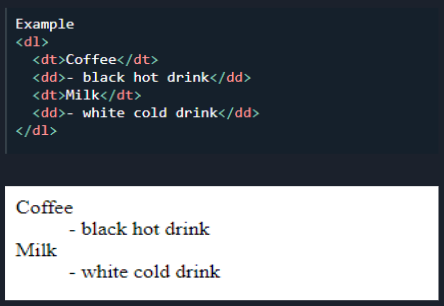 Example
<dl>
<dt>Coffee</dt>
<dd>- black hot drink</dd>
<dt>Milk</dt>
<dd>- white cold drink</dd>
</dl>
Coffee
- black hot drink
Milk
- white cold drink